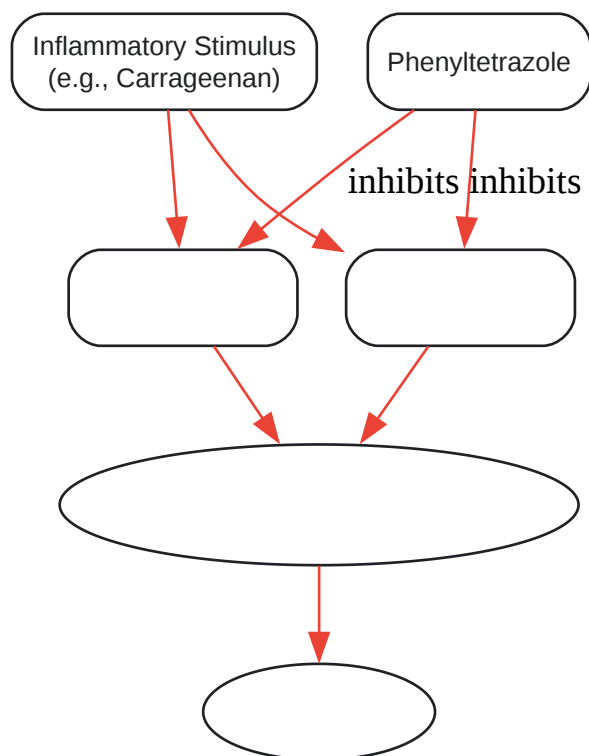 Inflammatory Stimulus
(e.g., Carrageenan)
Phenyltetrazole
inhibits
inhibits